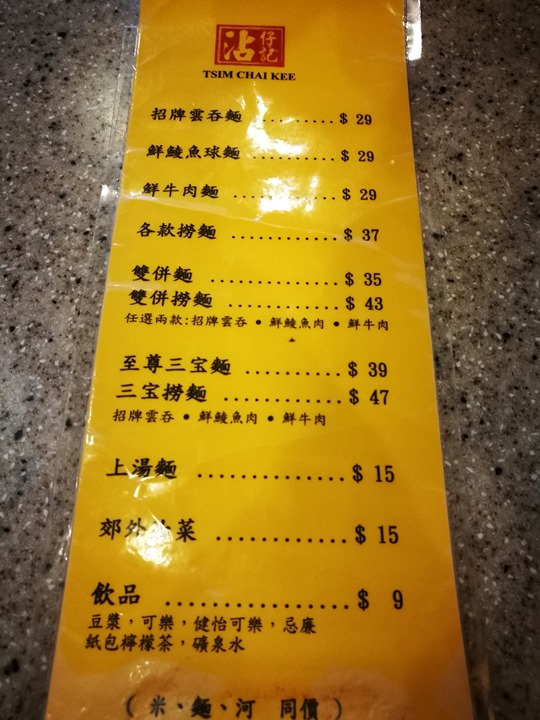 沾仔記
TSIM CHAI KEE
招牌雲吞麵 .........$ 29
鮮鯪魚球麵 ..........$ 29
鮮牛肉麵 ............$ 29
各款撈麵 ............$ 37
雙併麵 ..............$ 35
雙併撈麵 ............$ 43
任選兩款:招牌雲吞 • 鮮鯪魚肉 • 鮮牛肉
至尊三宝麵 ..........$ 39
三宝撈麵 ............$ 47
招牌雲吞 • 鮮鯪魚肉 • 鮮牛肉
上湯麵 ..............$ 15
郊外油菜 ............$ 15
飲品 .................$ 9
豆漿，可樂，健怡可樂，忌廉
紙包檸檬茶，礦泉水
( 米、麵、河 同價 )